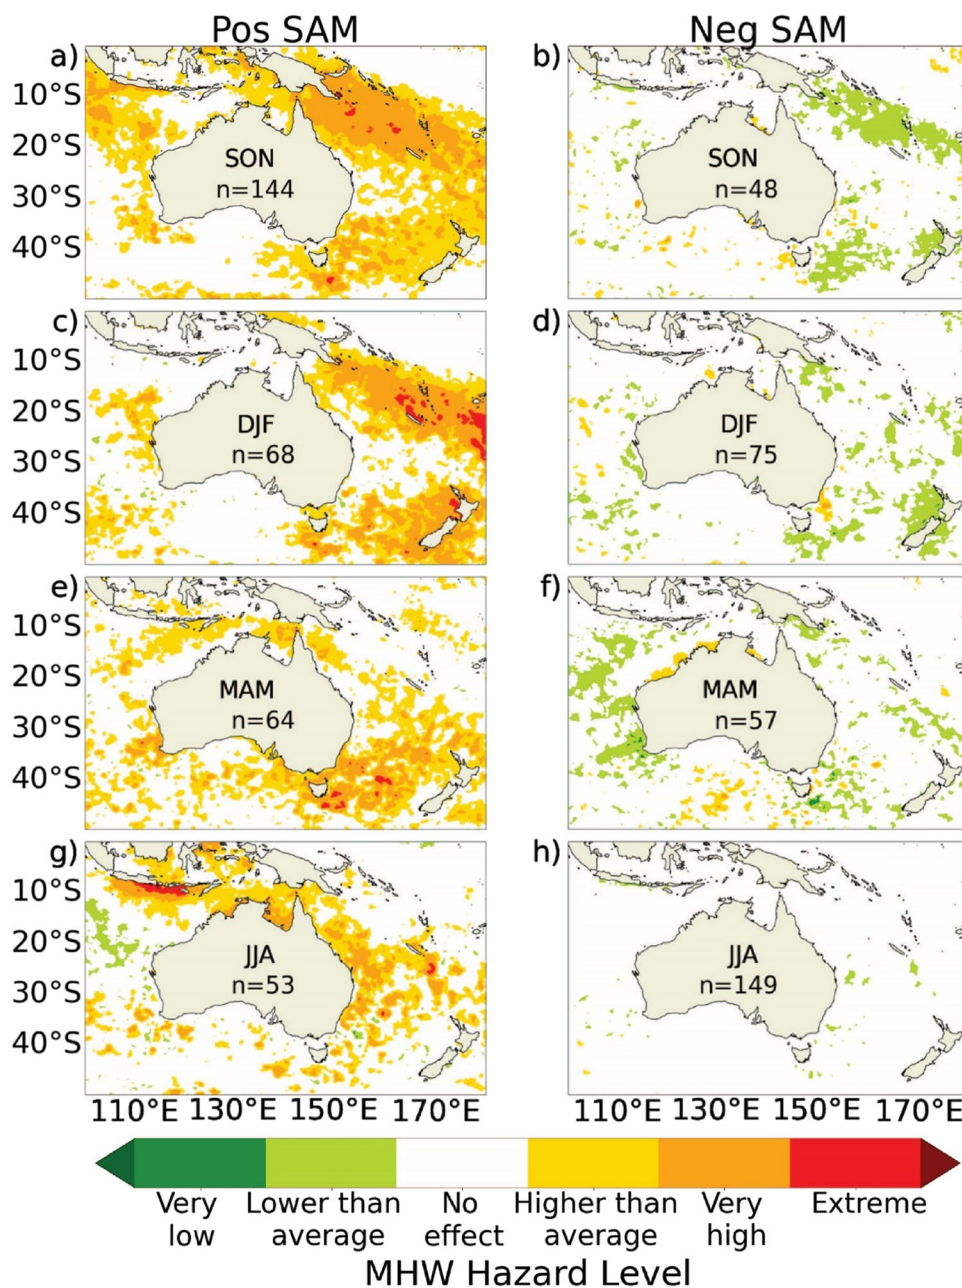 Pos SAM Neg SAM
a) b)
10°S
20°S
30°S
40°S
SON
n=144
SON
n=48
c) d)
10°S
20°S
30°S
40°S
DJF
n=68
DJF
n=75
e) f)
10°S
20°S
30°S
40°S
MAM
n=64
MAM
n=57
g) h)
10°S
20°S
30°S
40°S
JJA
n=53
JJA
n=149
110°E 130°E 150°E 170°E 110°E 130°E 150°E 170°E
Very low
Lower than average
No effect
Higher than average
Very high
Extreme
MHW Hazard Level